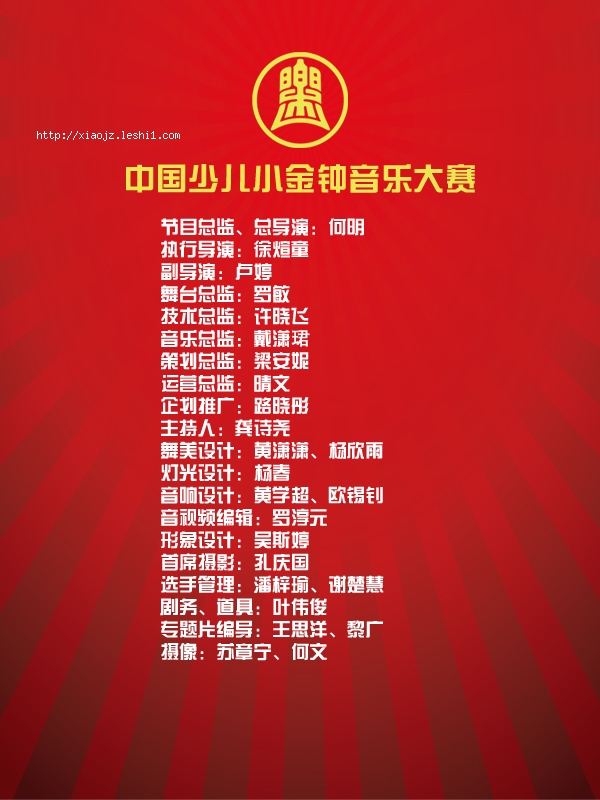 樂
http://xiaojz.leshi1.com
中国少儿小金钟音乐大赛
节目总监、总导演：何明
执行导演：徐煊童
副导演：卢婷
舞台总监：罗敏
技术总监：许晓飞
音乐总监：戴潇珺
策划总监：梁安妮
运营总监：晴文
企划推广：路晓彤
主持人：龚诗尧
舞美设计：黄潇潇、杨欣雨
灯光设计：杨春
音响设计：黄学超、欧锡钊
音视频编辑：罗淳元
形象设计：吴斯婷
首席摄影：孔庆国
选手管理：潘梓瑜、谢楚慧
剧务、道具：叶伟俊
专题片编导：王思洋、黎广
摄像：苏章宁、何文